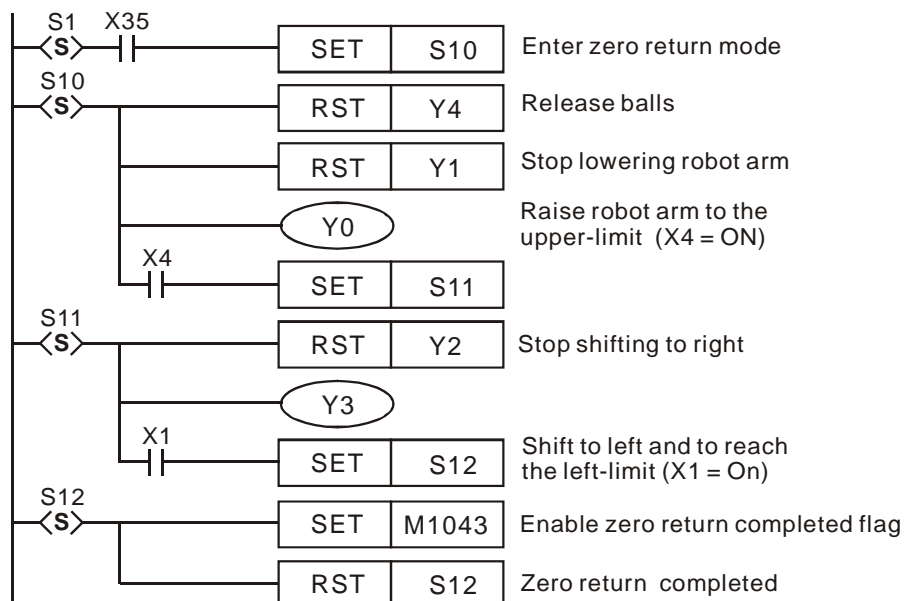 S1 X35
S
SET S10 Enter zero return mode
S10
S
RST Y4 Release balls
RST Y1 Stop lowering robot arm
Y0 Raise robot arm to the
upper-limit (X4 = ON)
X4
SET S11
S11
S
RST Y2 Stop shifting to right
Y3
X1
SET S12 Shift to left and to reach
the left-limit (X1 = On)
S12
S
SET M1043 Enable zero return completed flag
RST S12 Zero return completed